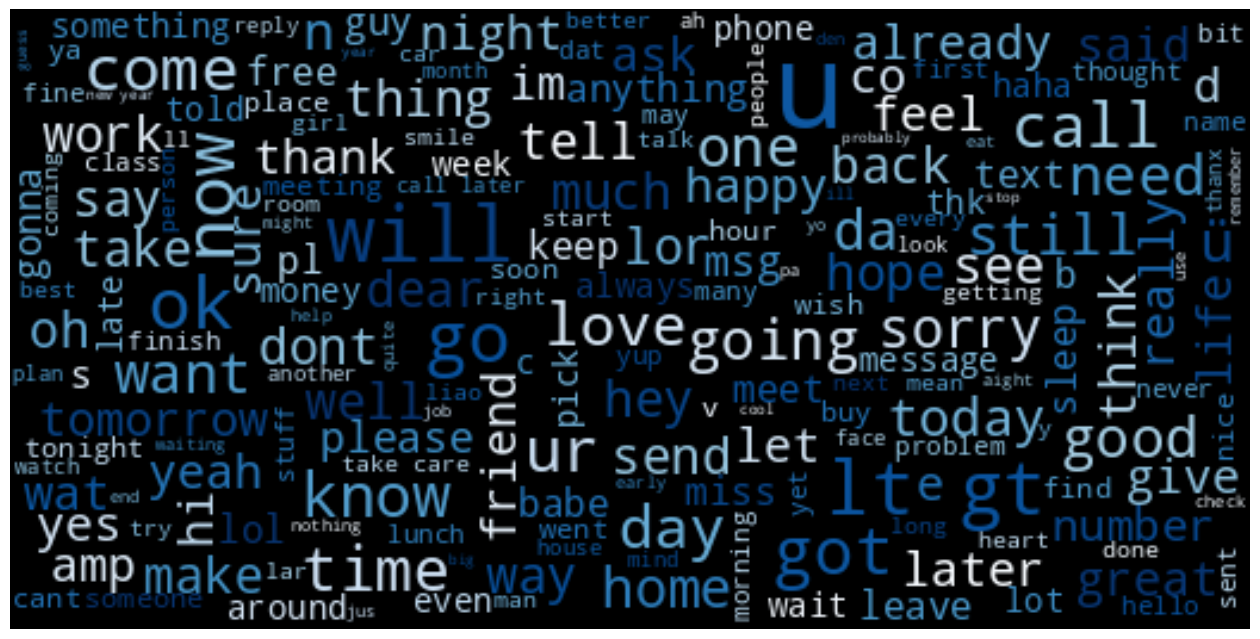 something reply n guy night better ah phone already said bit
guess ya year car dat ask den
come free thing im anything people co first haha thought d
fine new year month told place girl smile may talk feel call name
work ll class thank week tell one probably eat back text need
coming say person now meeting call later much happy thk stop thanx remember
gonna take sure room might start will keep lor hour yo da every look still really
pl soon msg pa hope see b getting use life u :
best late ok money dear right always many wish
oh finish help dont quite go love going sorry sleep think
plan s want another c pick yup message next mean aight never nice
tomorrow well liao job friend hey v meet cool buy today y
tonight waiting stuff please ur send let face problem good
watch wat end yeah take care know babe early miss yet lt e gt find give check
yes try hi lol nothing lunch went house day morning long number
amp make lar time big way mind home got heart later done great sent
cant someone around jus even man wait leave lot hello